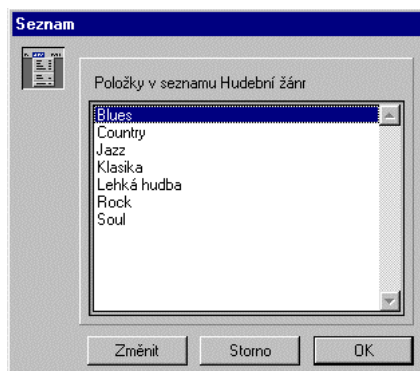 Seznam
Položky v seznamu Hudební žánr
Blues
Country
Jazz
Klasika
Lehká hudba
Rock
Soul
Změnit Storno OK